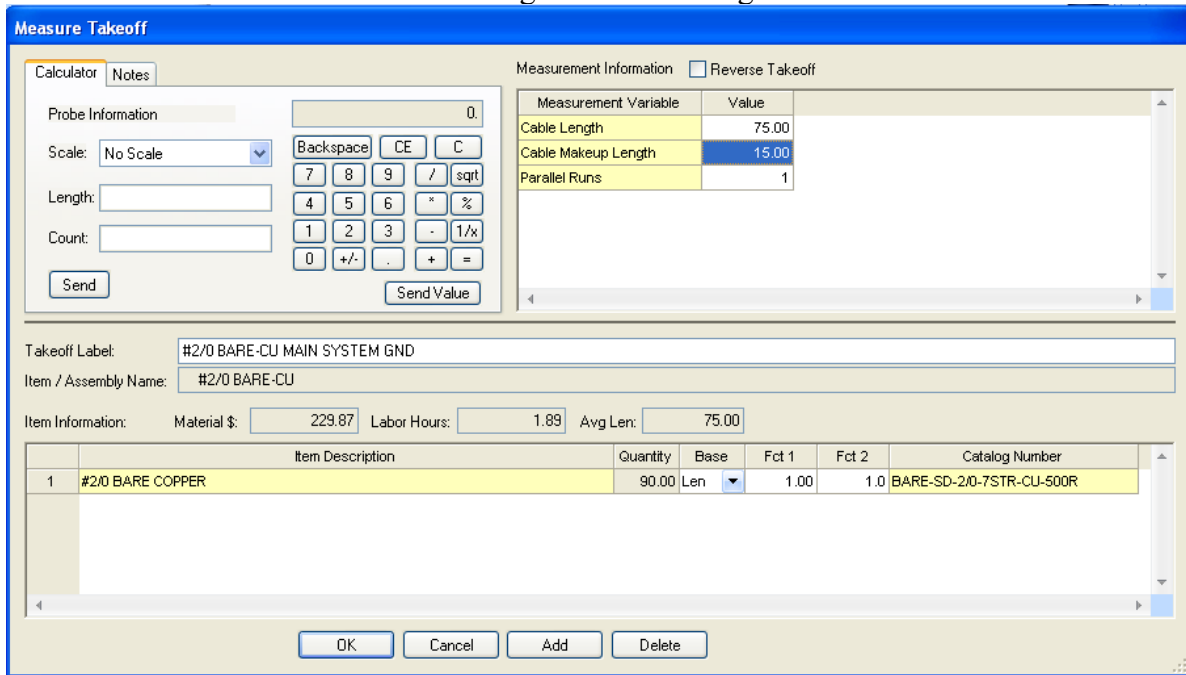 Measure Takeoff
Calculator Notes
Probe Information
Scale: No Scale
Length:
Count:
Send
0.
Backspace CE C
7 8 9 / sqrt
4 5 6 * %
1 2 3 - 1/x
0 +/- . + =
Send Value
Measurement Information Reverse Takeoff
Measurement Variable Value
Cable Length 75.00
Cable Makeup Length 15.00
Parallel Runs 1
Takeoff Label: #2/0 BARE-CU MAIN SYSTEM GND
Item / Assembly Name: #2/0 BARE-CU
Item Information: Material $: 229.87 Labor Hours: 1.89 Avg Len: 75.00
Item Description Quantity Base Fct 1 Fct 2 Catalog Number
1 #2/0 BARE COPPER 90.00 Len 1.00 1.0 BARE-SD-2/0-7STR-CU-500R
OK Cancel Add Delete